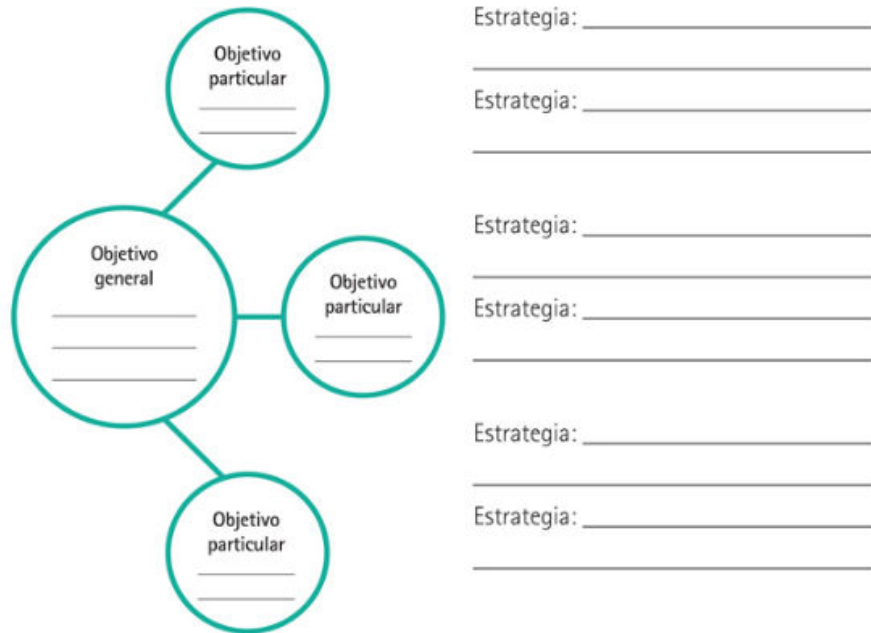 Objetivo
particular
Estrategia:
Estrategia:
Objetivo
general
Objetivo
particular
Estrategia:
Estrategia:
Objetivo
particular
Estrategia:
Estrategia: